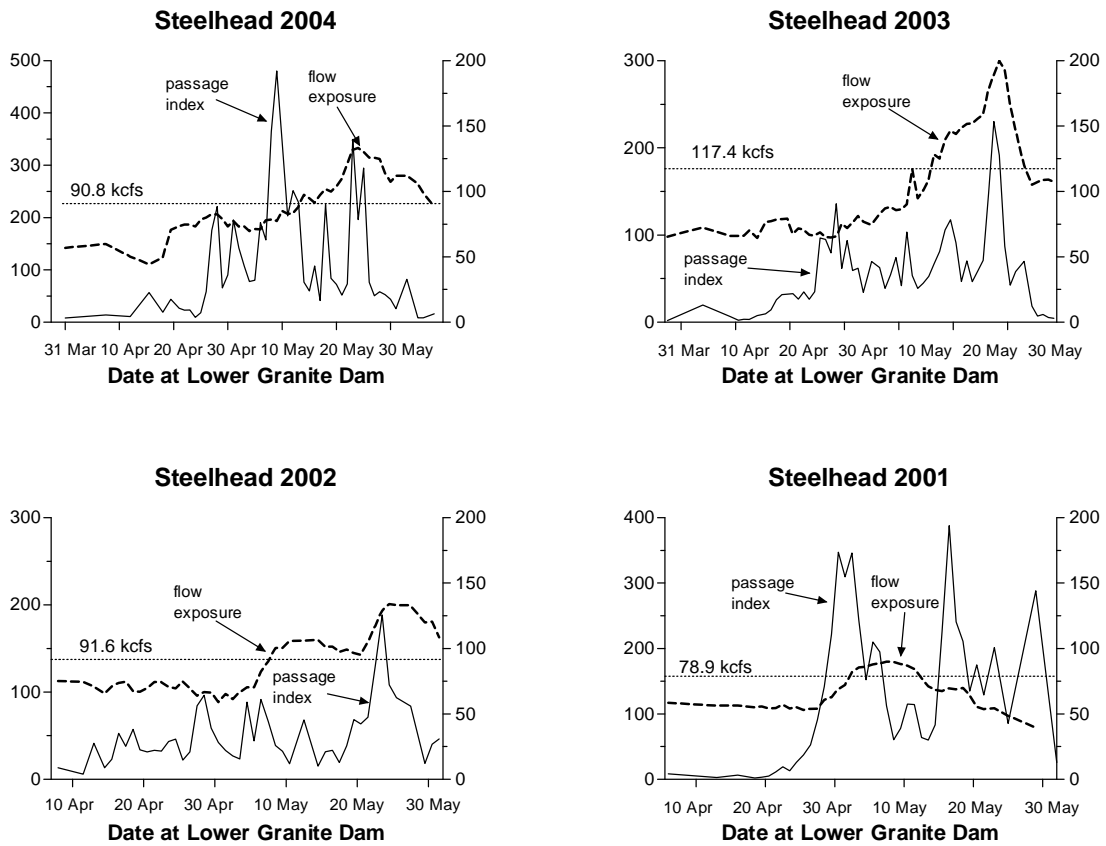 Steelhead 2004
500
400
300
200
100
0
200
150
100
50
0
passage
index
flow
exposure
90.8 kcfs
31 Mar 10 Apr 20 Apr 30 Apr 10 May 20 May 30 May
Date at Lower Granite Dam
Steelhead 2003
300
200
100
0
200
150
100
50
0
flow
exposure
117.4 kcfs
passage
index
31 Mar 10 Apr 20 Apr 30 Apr 10 May 20 May 30 May
Date at Lower Granite Dam
Steelhead 2002
300
200
100
0
200
150
100
50
0
flow
exposure
91.6 kcfs
passage
index
10 Apr 20 Apr 30 Apr 10 May 20 May 30 May
Date at Lower Granite Dam
Steelhead 2001
400
300
200
100
0
200
150
100
50
0
passage
index
flow
exposure
78.9 kcfs
10 Apr 20 Apr 30 Apr 10 May 20 May 30 May
Date at Lower Granite Dam